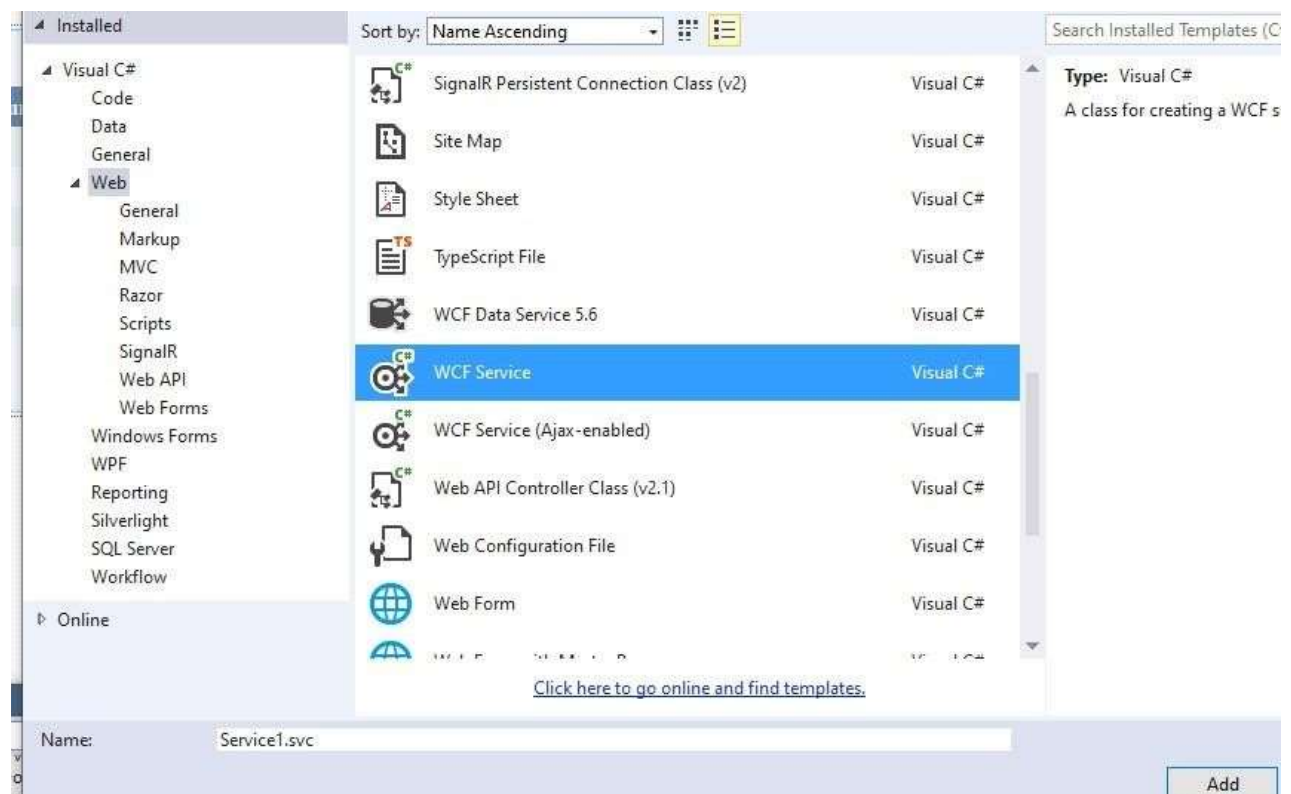 Installed
Sort by: Name Ascending
Search Installed Templates (C
Visual C#
Code
Data
General
Web
General
Markup
MVC
Razor
Scripts
SignalR
Web API
Web Forms
Windows Forms
WPF
Reporting
Silverlight
SQL Server
Workflow
Online
C# SignalR Persistent Connection Class (v2) Visual C#
Site Map Visual C#
Style Sheet Visual C#
TS TypeScript File Visual C#
WCF Data Service 5.6 Visual C#
C# WCF Service Visual C#
C# WCF Service (Ajax-enabled) Visual C#
C# Web API Controller Class (v2.1) Visual C#
Web Configuration File Visual C#
Web Form Visual C#
Click here to go online and find templates.
Type: Visual C#
A class for creating a WCF s
Name: Service1.svc
Add